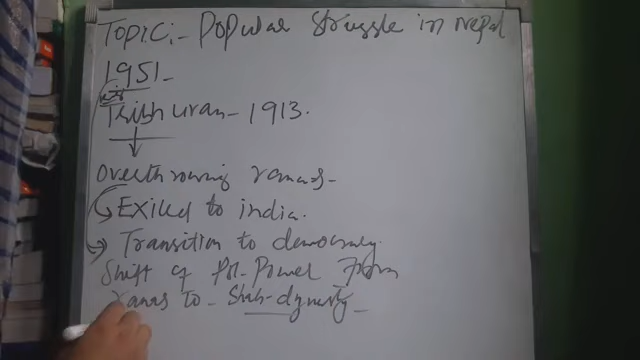 TOPIC:- Popular Struggle in Nepal
1951-
Tribhuvan - 1913.
Overthrowing ranas-
Exiled to india.
Transition to democracy.
Shift of Pol-Power From
ranas to - Shah-dynasty-